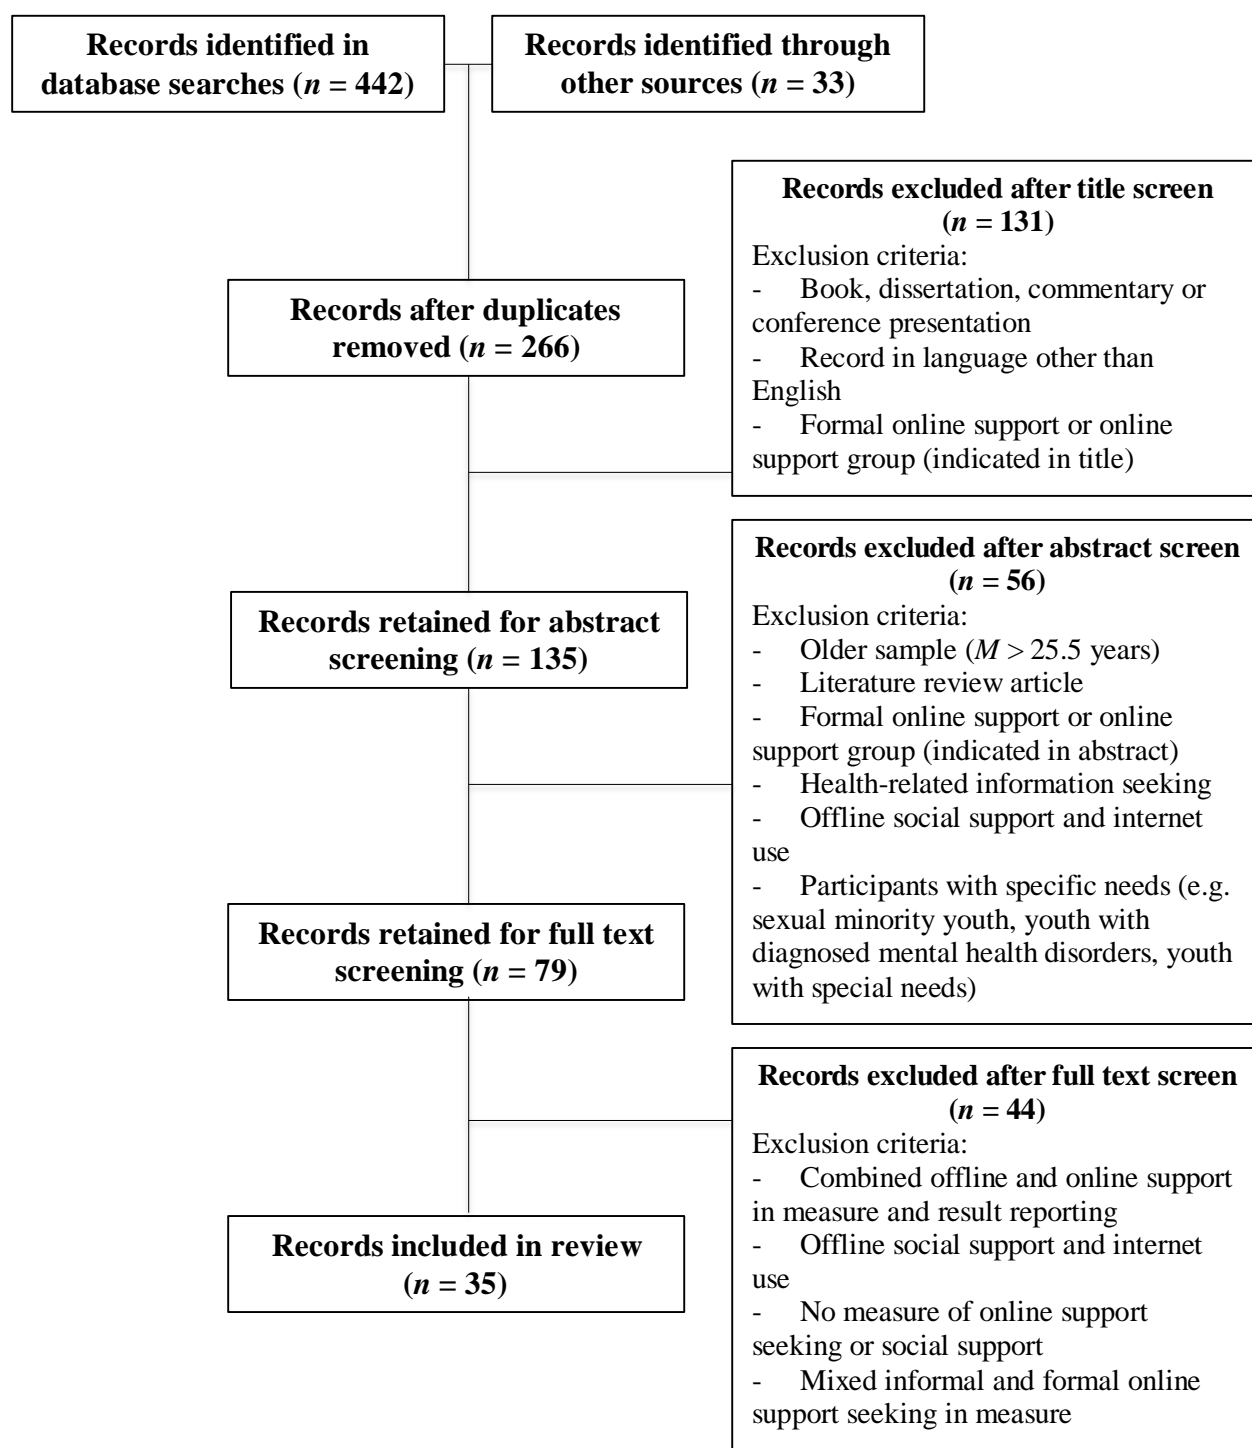 Records identified in
database searches (n = 442)
Records identified through
other sources (n = 33)
Records excluded after title screen
(n = 131)
Exclusion criteria:
- Book, dissertation, commentary or
conference presentation
- Record in language other than
English
- Formal online support or online
support group (indicated in title)
Records after duplicates
removed (n = 266)
Records excluded after abstract screen
(n = 56)
Exclusion criteria:
- Older sample (M > 25.5 years)
- Literature review article
- Formal online support or online
support group (indicated in abstract)
- Health-related information seeking
- Offline social support and internet
use
- Participants with specific needs (e.g.
sexual minority youth, youth with
diagnosed mental health disorders, youth
with special needs)
Records retained for abstract
screening (n = 135)
Records retained for full text
screening (n = 79)
Records excluded after full text screen
(n = 44)
Exclusion criteria:
- Combined offline and online support
in measure and result reporting
- Offline social support and internet
use
- No measure of online support
seeking or social support
- Mixed informal and formal online
support seeking in measure
Records included in review
(n = 35)